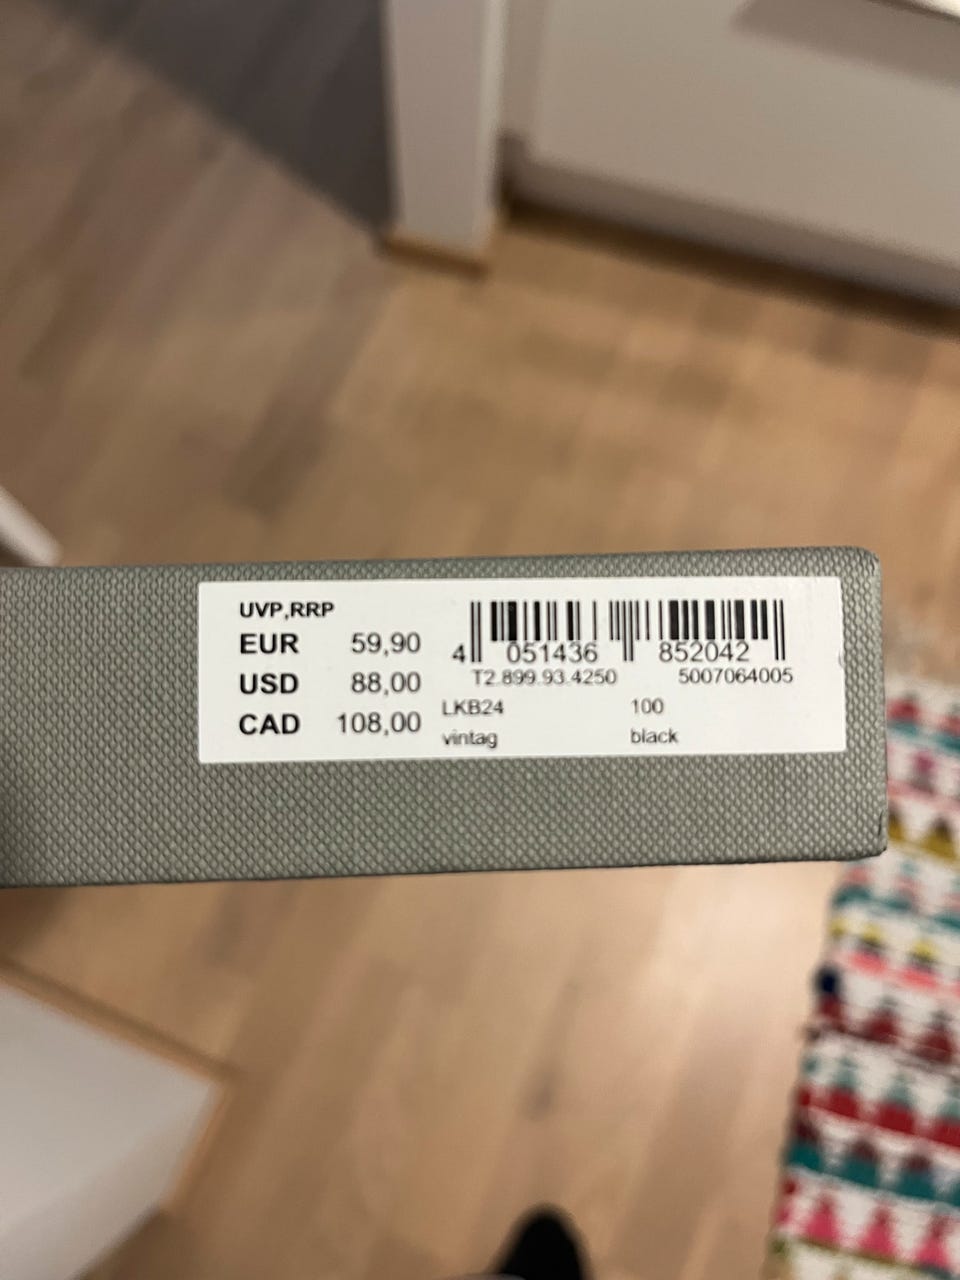 UVP,RRP
EUR 59,90
USD 88,00
CAD 108,00
4 051436 852042
T2.899.93.4250 5007064005
LKB24 100
vintag black